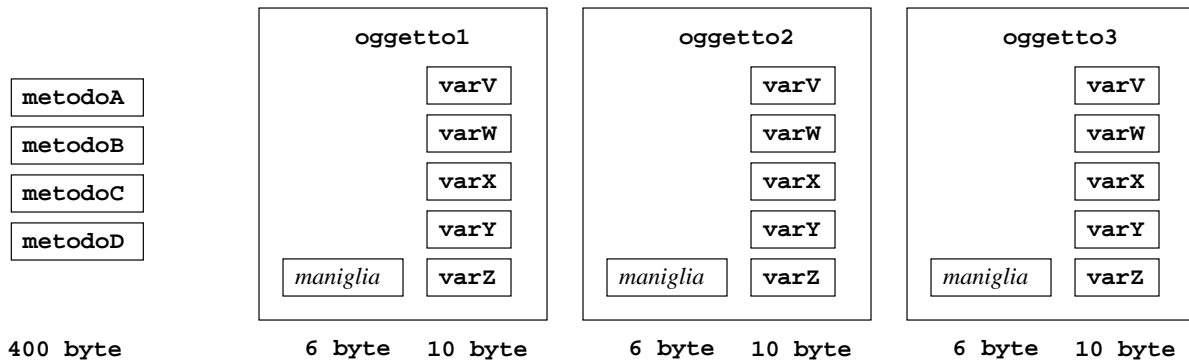 oggetto1 oggetto2 oggetto3
varV varV varV
metodoA
varW varW varW
metodoB
varX varX varX
metodoC
varY varY varY
metodoD
maniglia varZ maniglia varZ maniglia varZ
400 byte 6 byte 10 byte 6 byte 10 byte 6 byte 10 byte